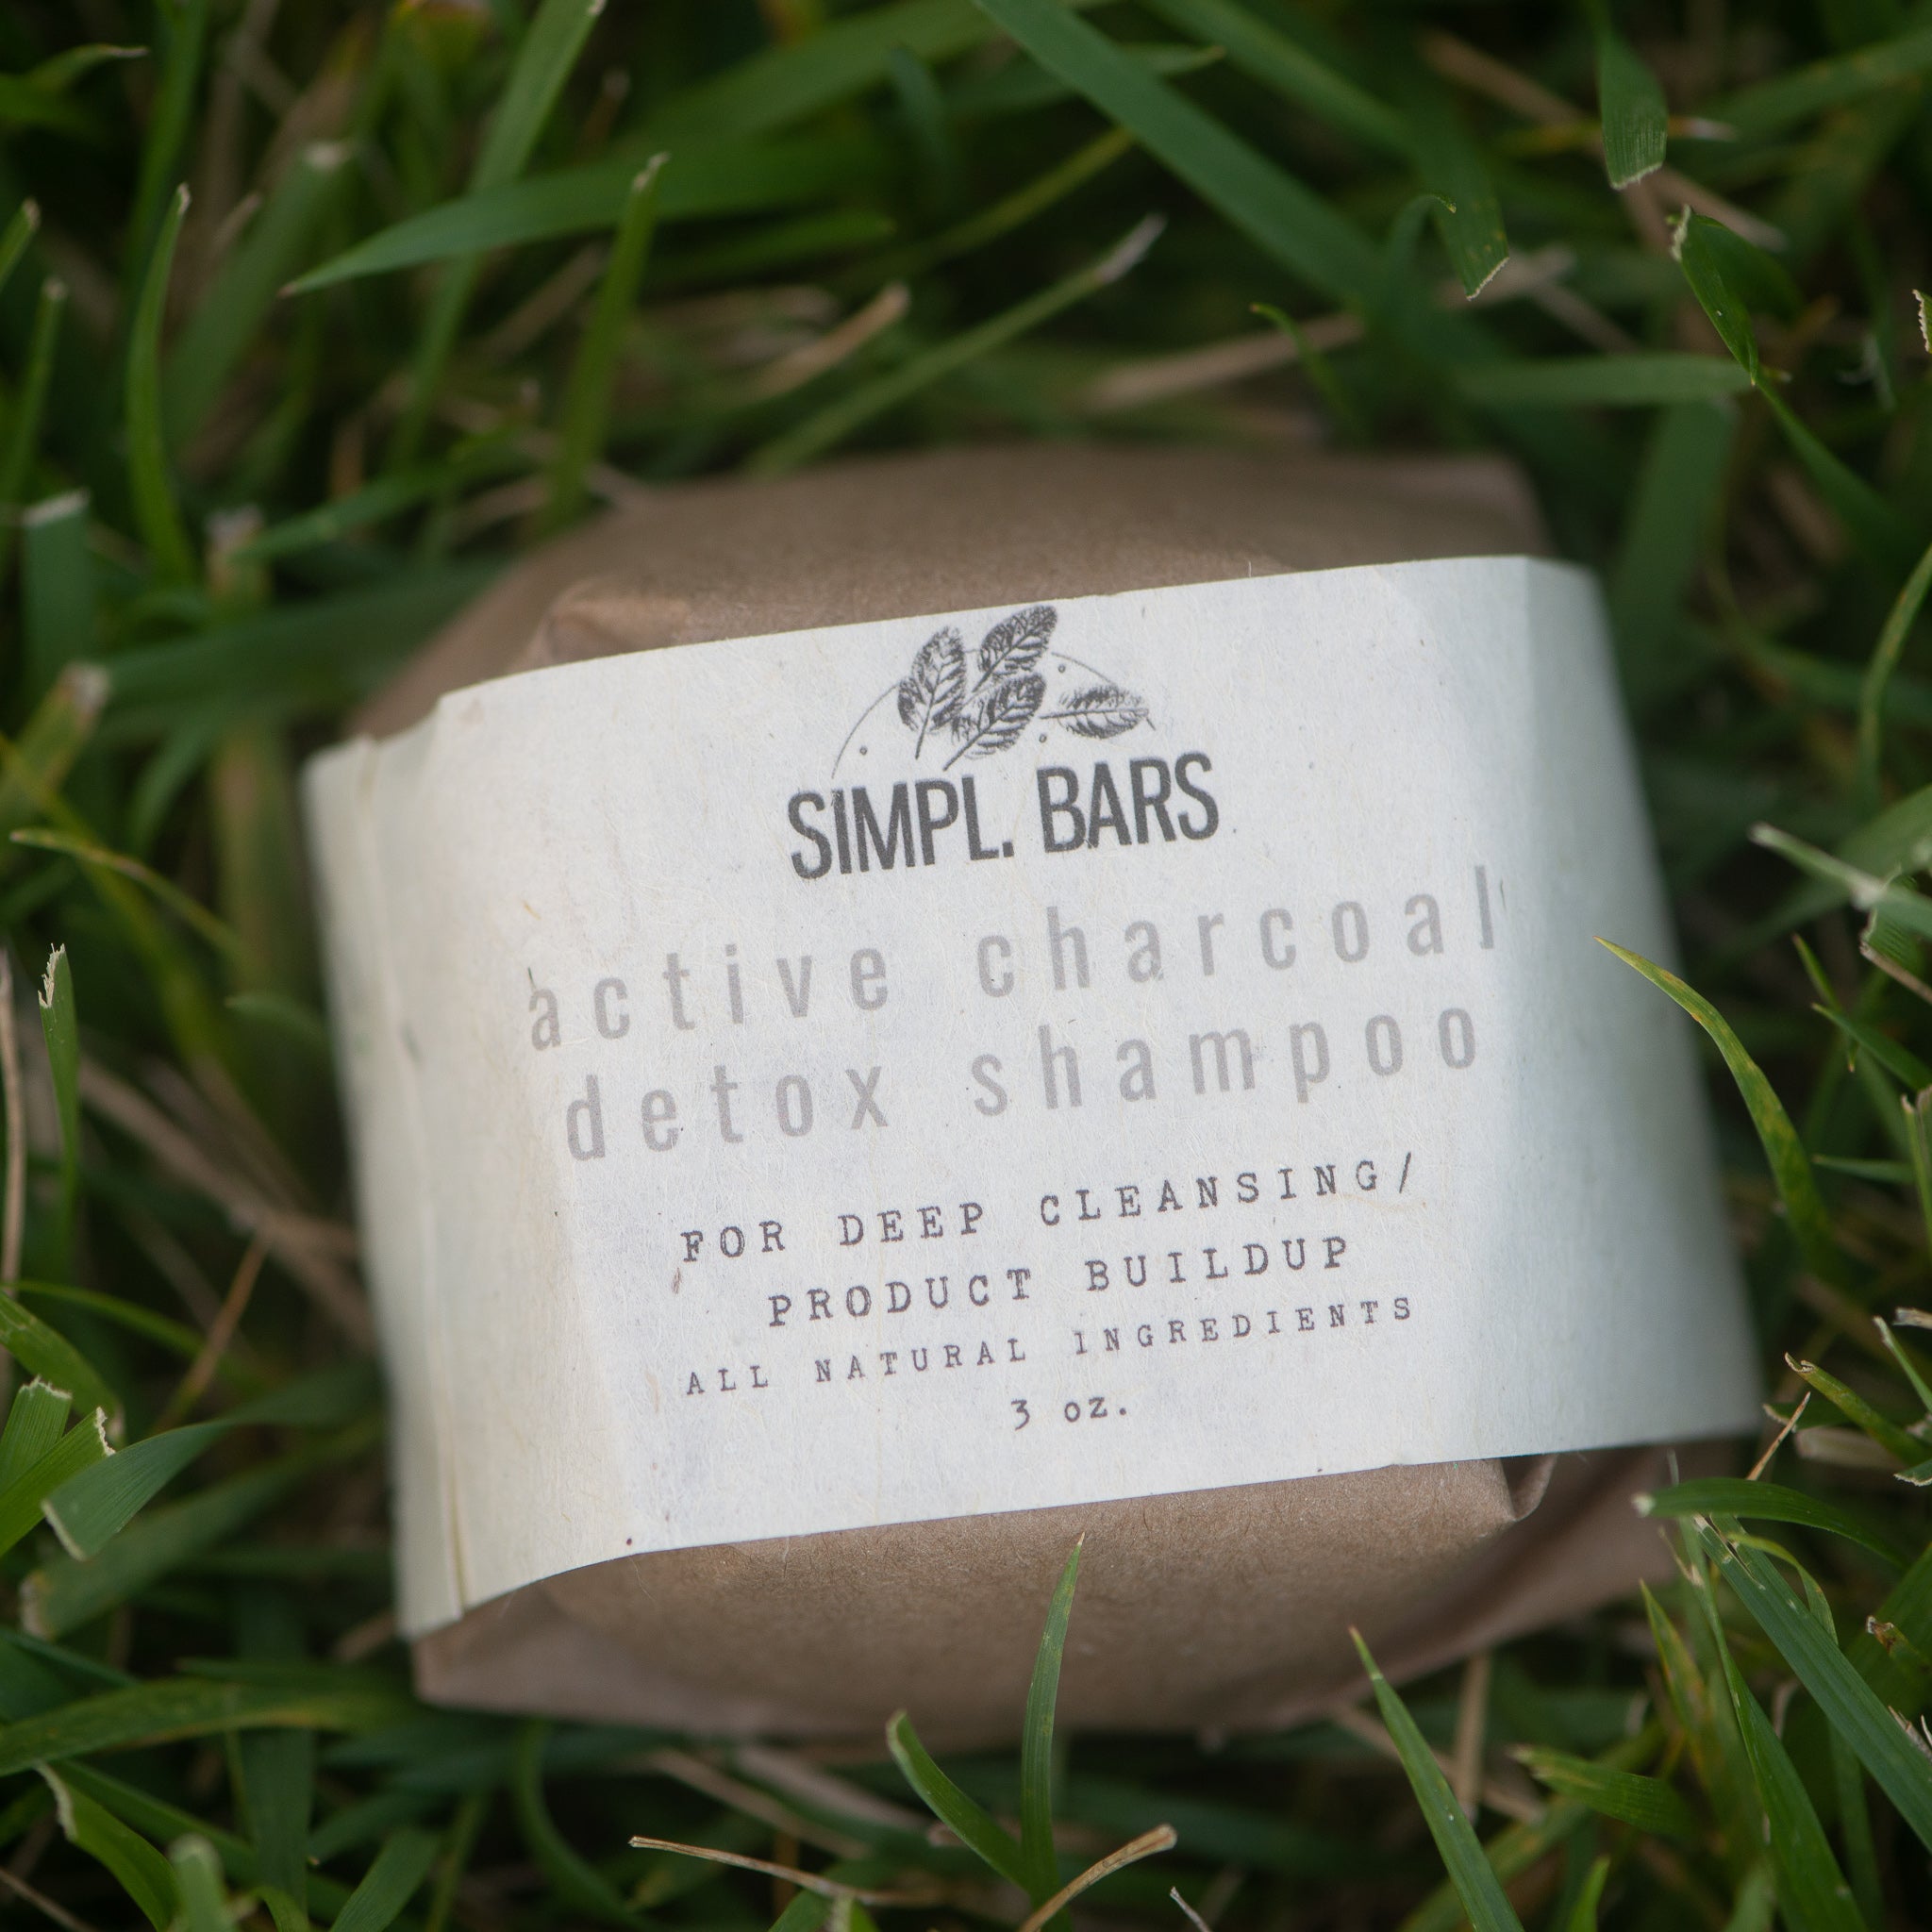 SIMPL. BARS
active charcoal
detox shampoo
FOR DEEP CLEANSING/
PRODUCT BUILDUP
ALL NATURAL INGREDIENTS
3 oz.